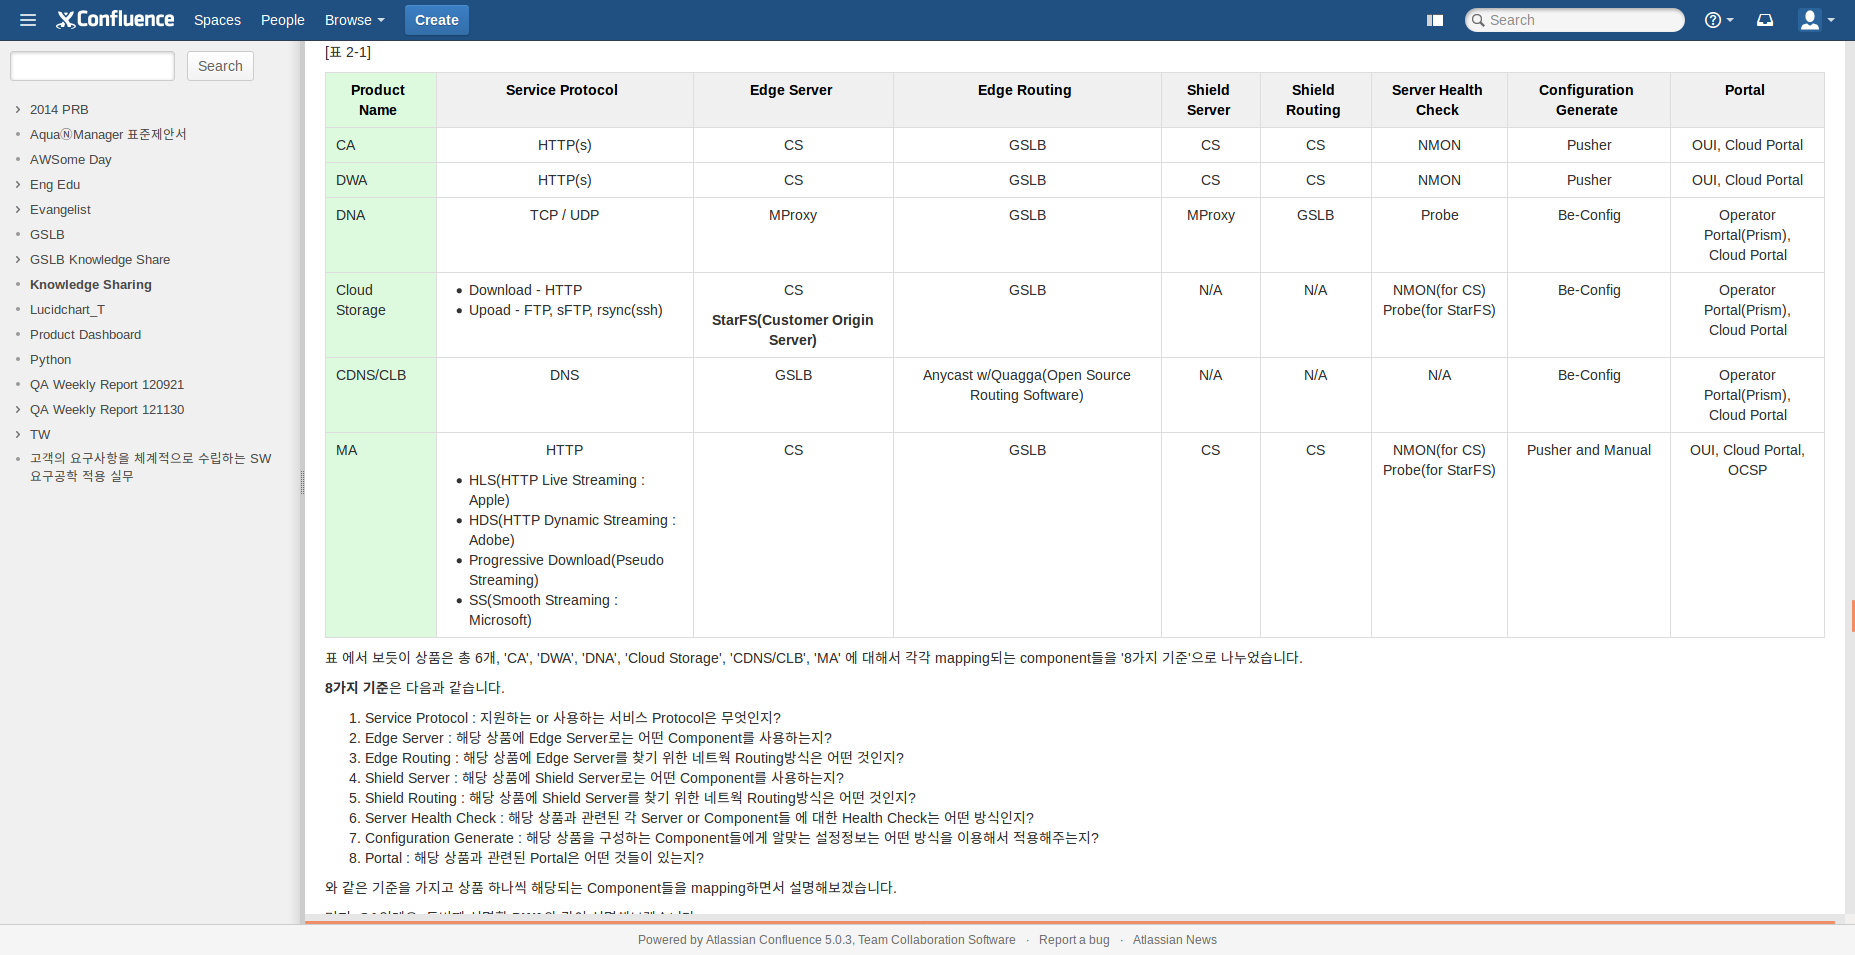 Confluence Spaces People Browse Create Search
Search
2014 PRB
AquaⓃManager 표준제안서
AWSome Day
Eng Edu
Evangelist
GSLB
GSLB Knowledge Share
Knowledge Sharing
Lucidchart_T
Product Dashboard
Python
QA Weekly Report 120921
QA Weekly Report 121130
TW
고객의 요구사항을 체계적으로 수립하는 SW
요구공학 적용 실무
[표 2-1]
Product Name Service Protocol Edge Server Edge Routing Shield Server Shield Routing Server Health Check Configuration Generate Portal
CA HTTP(s) CS GSLB CS CS NMON Pusher OUI, Cloud Portal
DWA HTTP(s) CS GSLB CS CS NMON Pusher OUI, Cloud Portal
DNA TCP / UDP MProxy GSLB MProxy GSLB Probe Be-Config Operator
Portal(Prism),
Cloud Portal
Cloud Storage
• Download - HTTP
• Upoad - FTP, sFTP, rsync(ssh)
CS
StarFS(Customer Origin
Server)
GSLB N/A N/A NMON(for CS)
Probe(for StarFS)
Be-Config
Operator
Portal(Prism),
Cloud Portal
CDNS/CLB DNS GSLB Anycast w/Quagga(Open Source
Routing Software)
N/A N/A N/A Be-Config Operator
Portal(Prism),
Cloud Portal
MA HTTP
• HLS(HTTP Live Streaming :
Apple)
• HDS(HTTP Dynamic Streaming :
Adobe)
• Progressive Download(Pseudo
Streaming)
• SS(Smooth Streaming :
Microsoft)
CS GSLB CS CS NMON(for CS)
Probe(for StarFS)
Pusher and Manual OUI, Cloud Portal,
OCSP
표 에서 보듯이 상품은 총 6개, 'CA', 'DWA', 'DNA', 'Cloud Storage', 'CDNS/CLB', 'MA' 에 대해서 각각 mapping되는 component들을 '8가지 기준'으로 나누었습니다.
8가지 기준은 다음과 같습니다.
1. Service Protocol : 지원하는 or 사용하는 서비스 Protocol은 무엇인지?
2. Edge Server : 해당 상품에 Edge Server로는 어떤 Component를 사용하는지?
3. Edge Routing : 해당 상품에 Edge Server를 찾기 위한 네트웍 Routing방식은 어떤 것인지?
4. Shield Server : 해당 상품에 Shield Server로는 어떤 Component를 사용하는지?
5. Shield Routing : 해당 상품에 Shield Server를 찾기 위한 네트웍 Routing방식은 어떤 것인지?
6. Server Health Check : 해당 상품과 관련된 각 Server or Component들 에 대한 Health Check는 어떤 방식인지?
7. Configuration Generate : 해당 상품을 구성하는 Component들에게 알맞는 설정정보는 어떤 방식을 이용해서 적용해주는지?
8. Portal : 해당 상품과 관련된 Portal은 어떤 것들이 있는지?
와 같은 기준을 가지고 상품 하나씩 해당되는 Component들을 mapping하면서 설명해보겠습니다.
Powered by Atlassian Confluence 5.0.3, Team Collaboration Software · Report a bug · Atlassian News